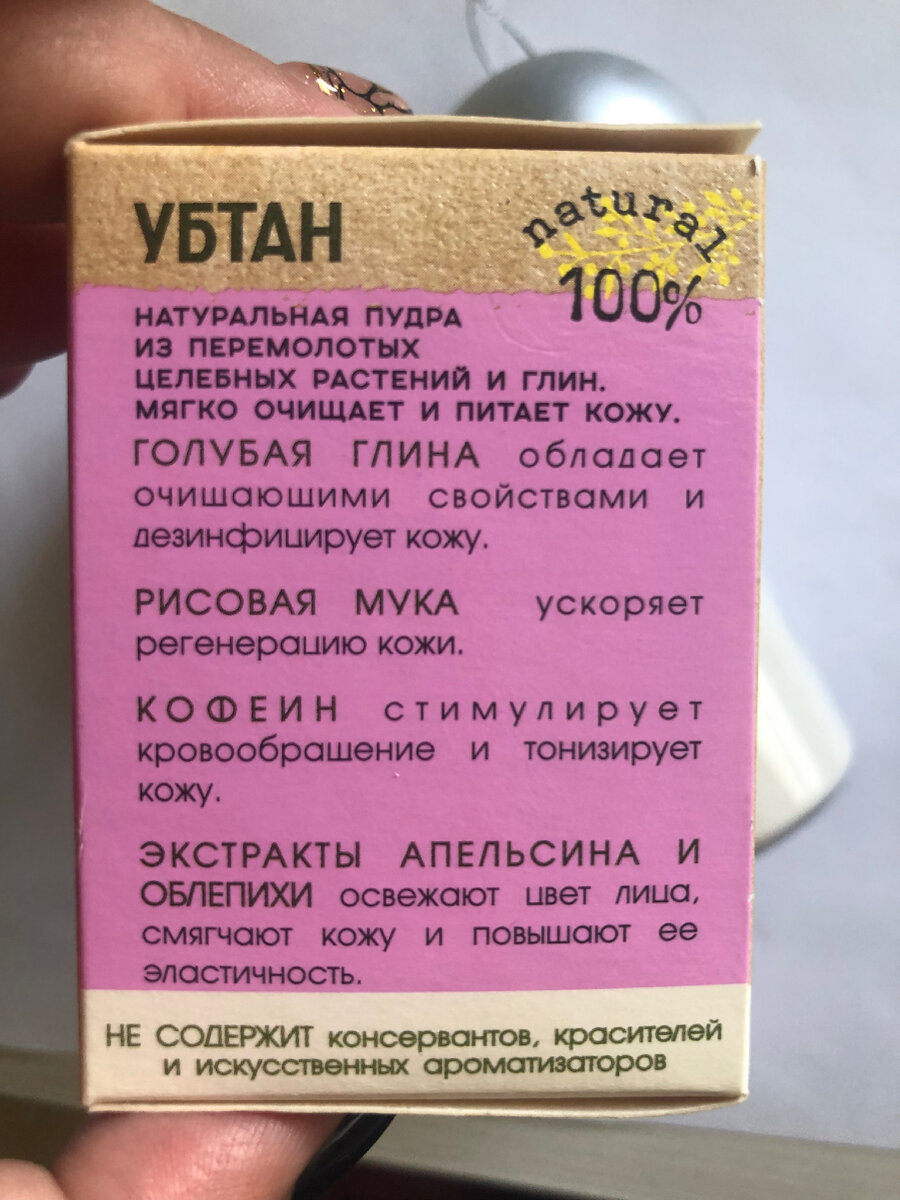 УБТАН
natural
100%
НАТУРАЛЬНАЯ ПУДРА
ИЗ ПЕРЕМОЛОТЫХ
ЦЕЛЕБНЫХ РАСТЕНИЙ И ГЛИН.
МЯГКО ОЧИЩАЕТ И ПИТАЕТ КОЖУ.
ГОЛУБАЯ ГЛИНА обладает
очищающими свойствами и
дезинфицирует кожу.
РИСОВАЯ МУКА ускоряет
регенерацию кожи.
КОФЕИН стимулирует
кровообращение и тонизирует
кожу.
ЭКСТРАКТЫ АПЕЛЬСИНА И
ОБЛЕПИХИ освежают цвет лица,
смягчают кожу и повышают ее
эластичность.
НЕ СОДЕРЖИТ консервантов, красителей
и искусственных ароматизаторов